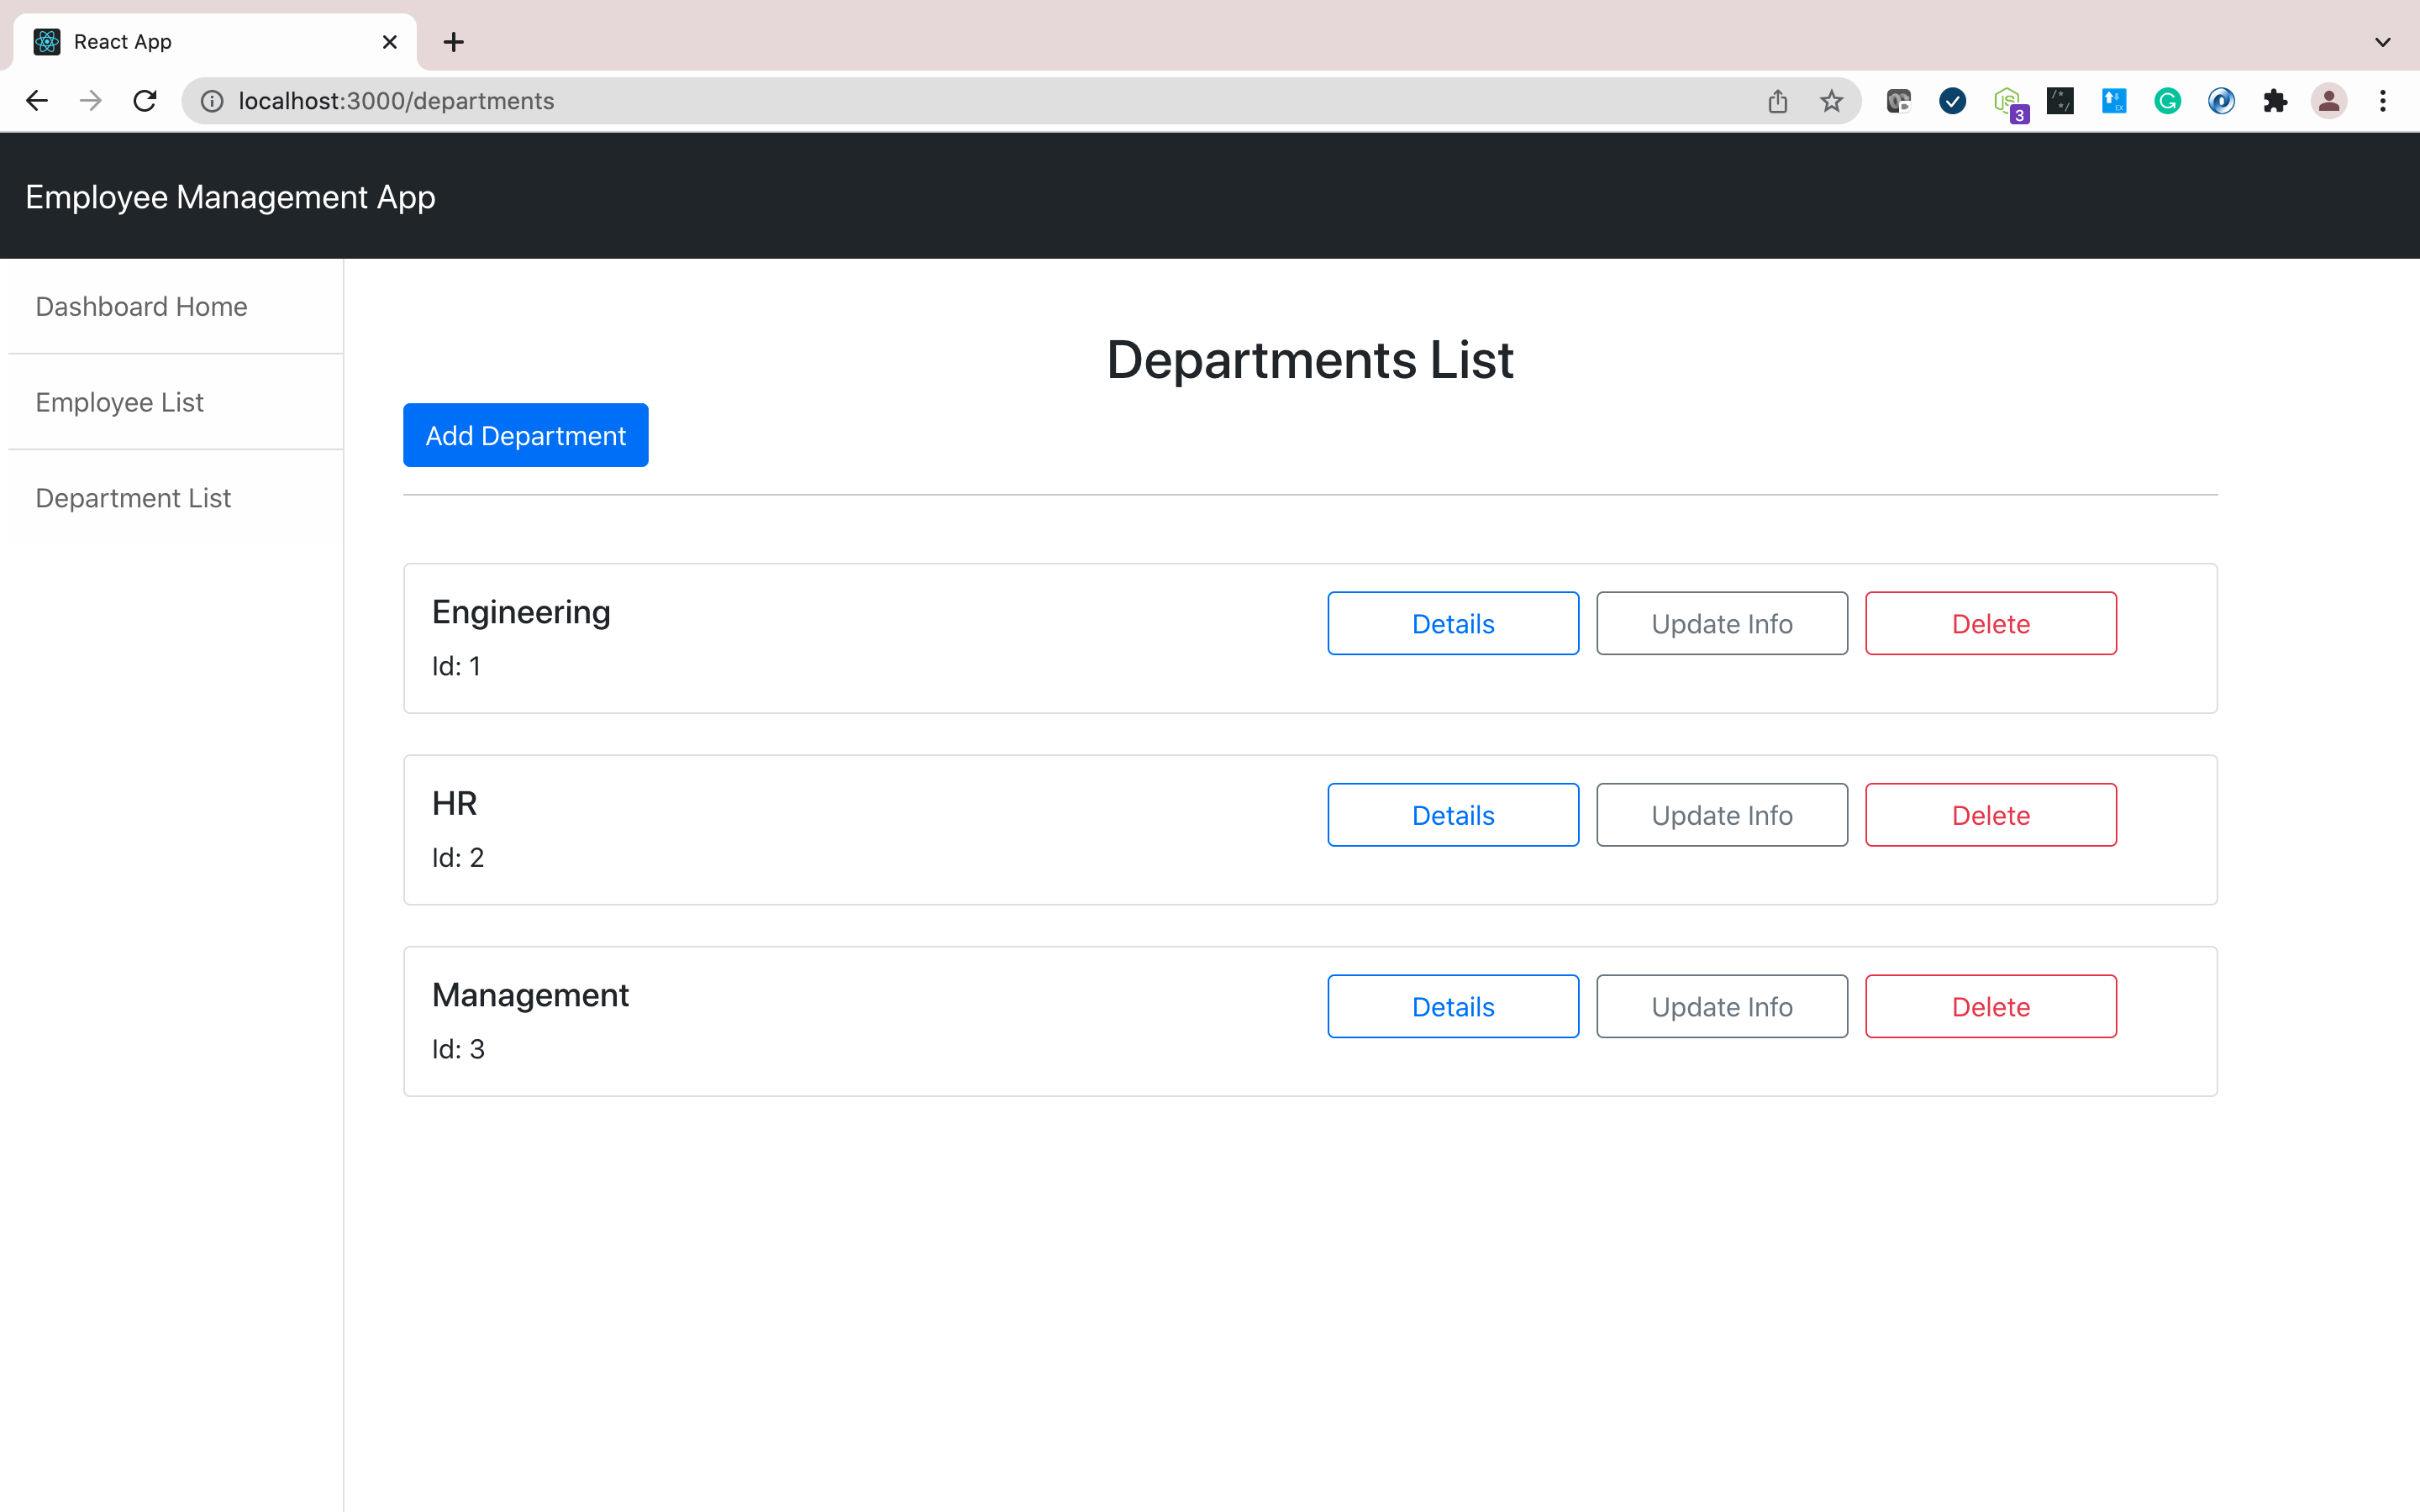 React App
localhost:3000/departments
3
Employee Management App
Dashboard Home
Employee List
Department List
Departments List
Add Department
Engineering
Id: 1
Details
Update Info
Delete
HR
Id: 2
Details
Update Info
Delete
Management
Id: 3
Details
Update Info
Delete